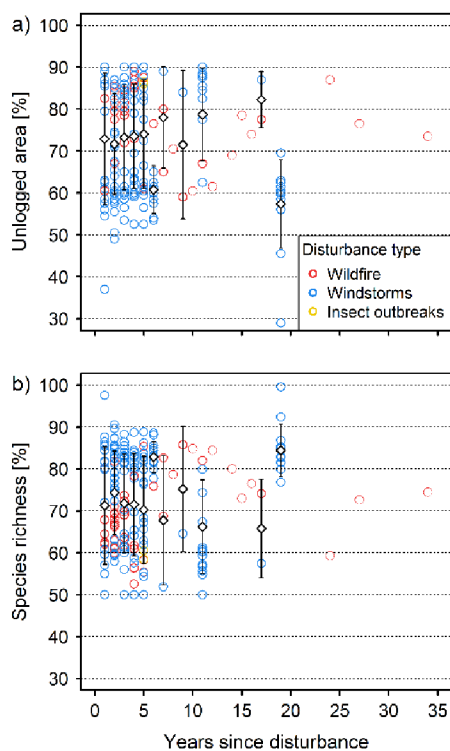 a)
Unlogged area [%]
100
90
80
70
60
50
40
30
Disturbance type
Wildfire
Windstorms
Insect outbreaks
b)
Species richness [%]
100
90
80
70
60
50
40
30
0 5 10 15 20 25 30 35
Years since disturbance